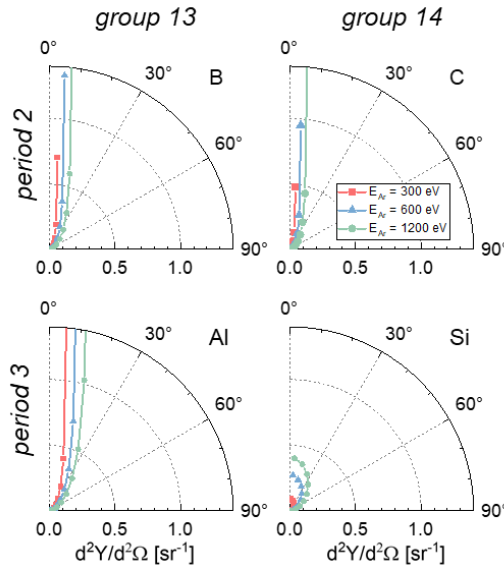 group 13 group 14
0° 0°
B C
30° 30°
period 2
60° 60°
E_Ar = 300 eV
E_Ar = 600 eV
E_Ar = 1200 eV
90° 90°
0.0 0.5 1.0 0.0 0.5 1.0
0° 0°
Al Si
30° 30°
period 3
60° 60°
90° 90°
0.0 0.5 1.0 0.0 0.5 1.0
d²Y/d²Ω [sr⁻¹] d²Y/d²Ω [sr⁻¹]